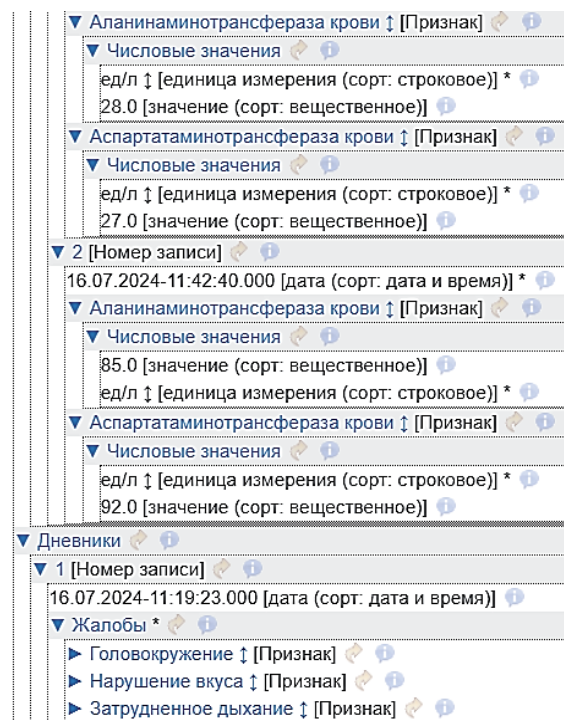 ▼ Аланинаминотрансфераза крови ↕ [Признак]
▼ Числовые значения
ед/л ↕ [единица измерения (сорт: строковое)] *
28.0 [значение (сорт: вещественное)]
▼ Аспартатаминотрансфераза крови ↕ [Признак]
▼ Числовые значения
ед/л ↕ [единица измерения (сорт: строковое)] *
27.0 [значение (сорт: вещественное)]
▼ 2 [Номер записи]
16.07.2024-11:42:40.000 [дата (сорт: дата и время)] *
▼ Аланинаминотрансфераза крови ↕ [Признак]
▼ Числовые значения
85.0 [значение (сорт: вещественное)]
ед/л ↕ [единица измерения (сорт: строковое)] *
▼ Аспартатаминотрансфераза крови ↕ [Признак]
▼ Числовые значения
ед/л ↕ [единица измерения (сорт: строковое)] *
92.0 [значение (сорт: вещественное)]
▼ Дневники
▼ 1 [Номер записи]
16.07.2024-11:19:23.000 [дата (сорт: дата и время)]
▼ Жалобы *
► Головокружение ↕ [Признак]
► Нарушение вкуса ↕ [Признак]
► Затрудненное дыхание ↕ [Признак]